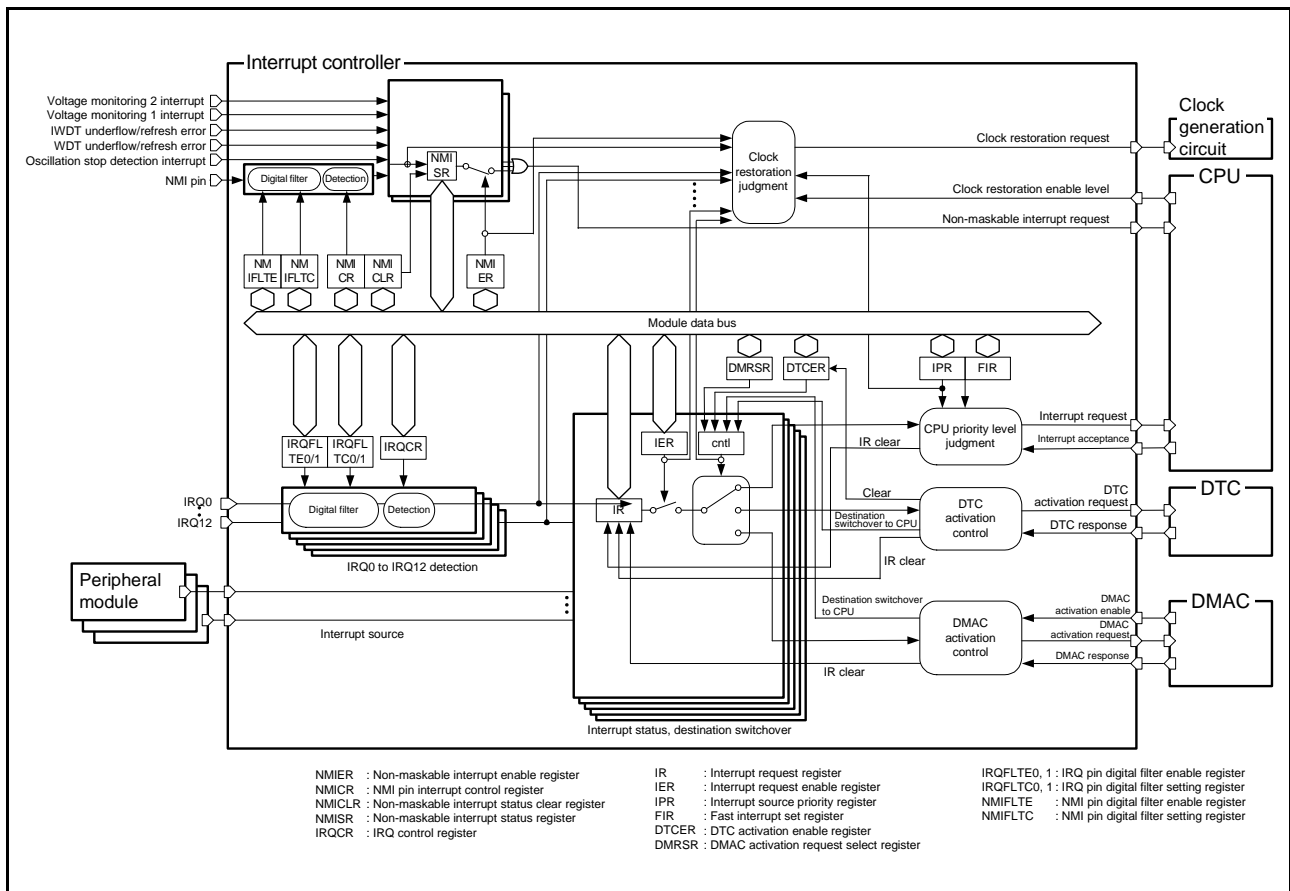 Interrupt controller
Voltage monitoring 2 interrupt
Voltage monitoring 1 interrupt
IWDT underflow/refresh error
WDT underflow/refresh error
Oscillation stop detection interrupt
NMI pin
Digital filter
Detection
NMI
SR
NM
IFLTE
NM
IFLTC
NMI
CR
NMI
CLR
NMI
ER
Clock
restoration
judgment
Clock restoration request
Clock restoration enable level
Non-maskable interrupt request
Clock
generation
circuit
CPU
Module data bus
DMRSR
DTCER
IPR
FIR
IRQFL
TE0/1
IRQFL
TC0/1
IRQCR
IER
cntl
CPU priority level
judgment
Interrupt request
Interrupt acceptance
IR clear
IRQ0
IRQ12
Digital filter
Detection
IRQ0 to IRQ12 detection
IR
Clear
Destination
switchover to CPU
DTC
activation
control
DTC
activation request
DTC response
DTC
IR clear
Peripheral
module
Interrupt source
Destination switchover
to CPU
DMAC
activation
control
DMAC
activation enable
DMAC
activation request
DMAC response
DMAC
IR clear
Interrupt status, destination switchover
NMIER : Non-maskable interrupt enable register
NMICR : NMI pin interrupt control register
NMICLR : Non-maskable interrupt status clear register
NMISR : Non-maskable interrupt status register
IRQCR : IRQ control register
IR : Interrupt request register
IER : Interrupt request enable register
IPR : Interrupt source priority register
FIR : Fast interrupt set register
DTCER : DTC activation enable register
DMRSR : DMAC activation request select register
IRQFLTE0, 1 : IRQ pin digital filter enable register
IRQFLTC0, 1 : IRQ pin digital filter setting register
NMIFLTE : NMI pin digital filter enable register
NMIFLTC : NMI pin digital filter setting register